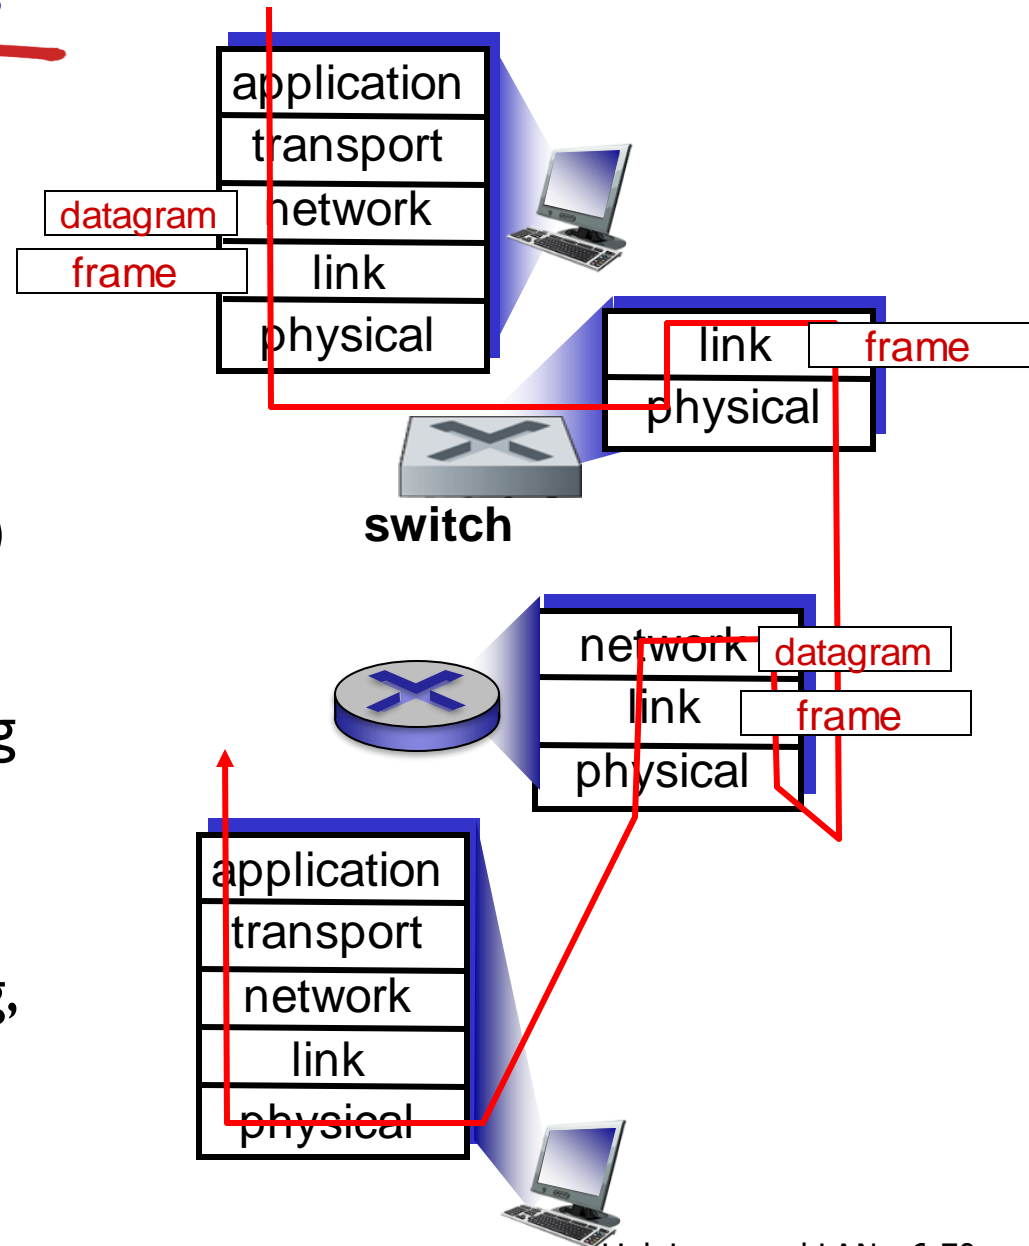 application
transport
datagram network
frame link
physical
link frame
physical
switch
)
network datagram
link frame
physical
g
application
transport
network
g,
link
physical